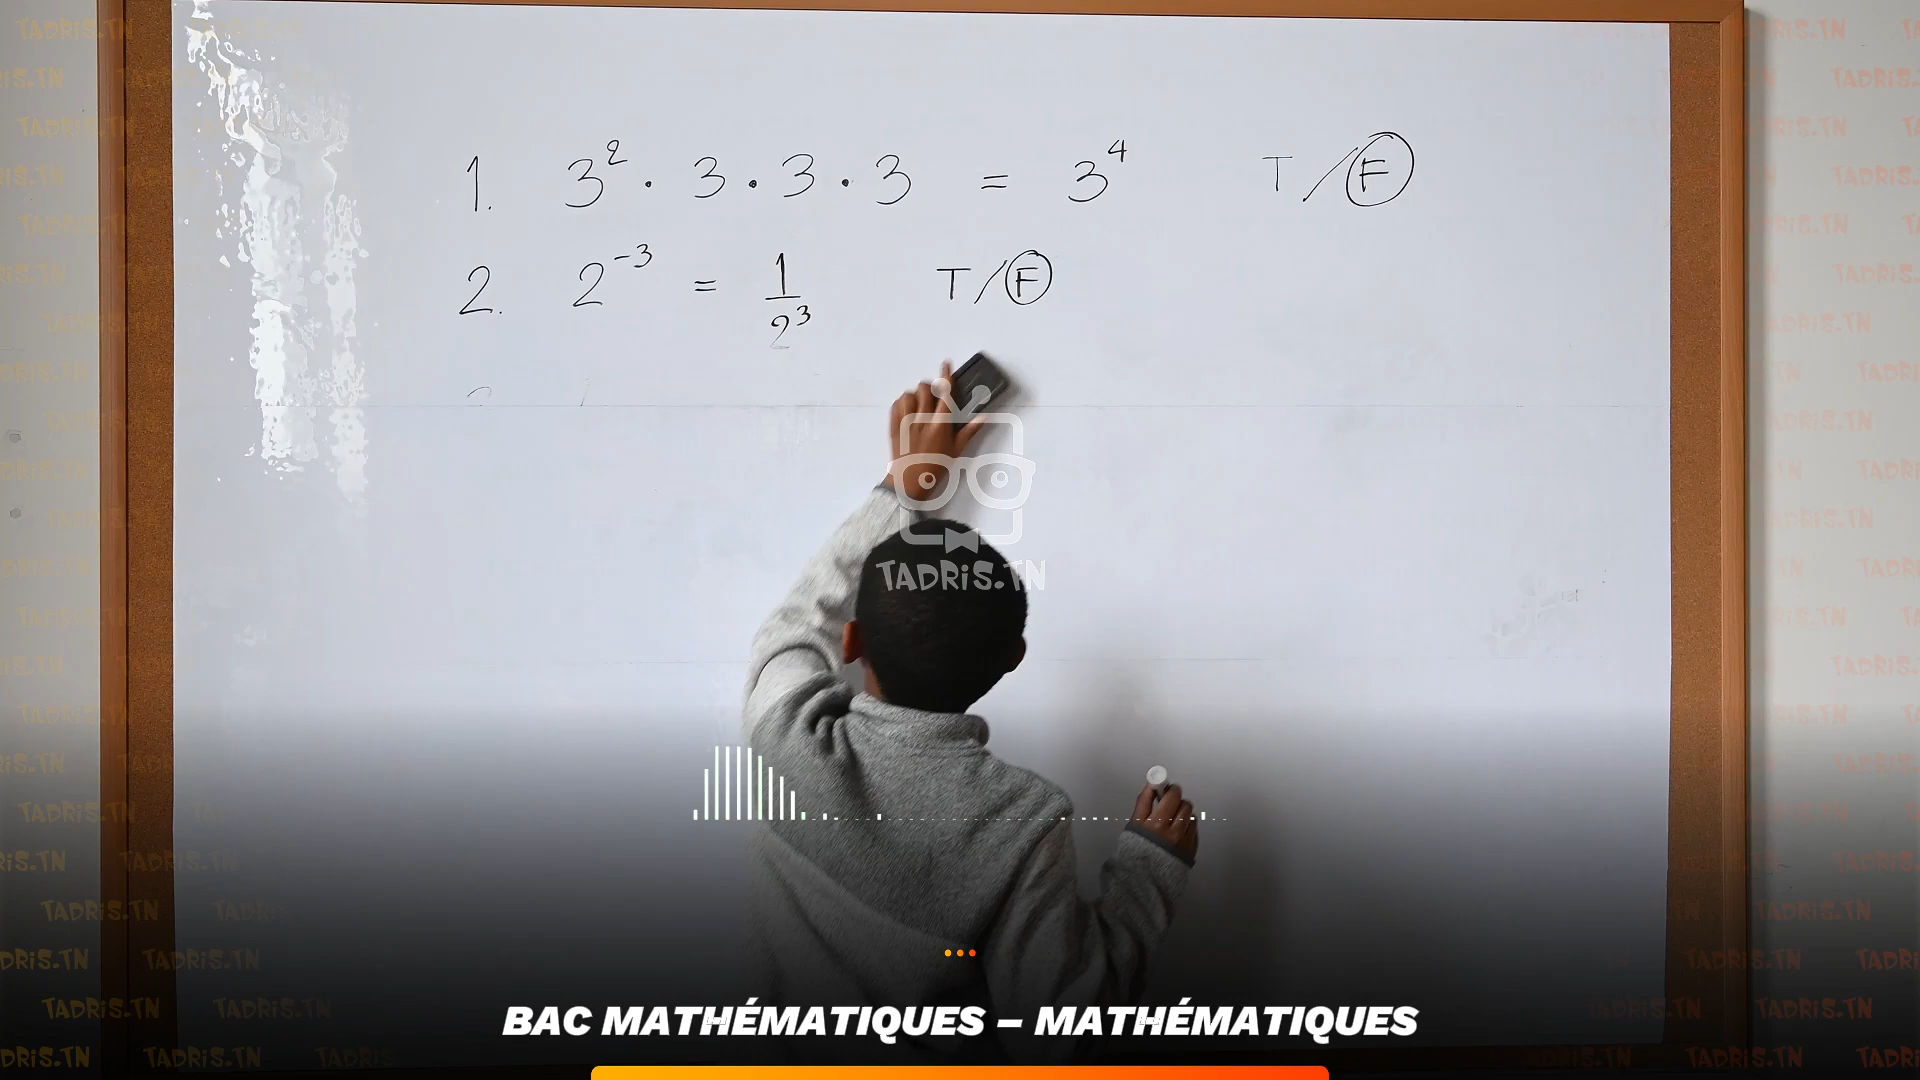 1. 3² · 3 · 3 · 3 = 3⁴ T / F
2. 2⁻³ = 1/2³ T / F
TADRiS.TN
BAC MATHÉMATIQUES – MATHÉMATIQUES